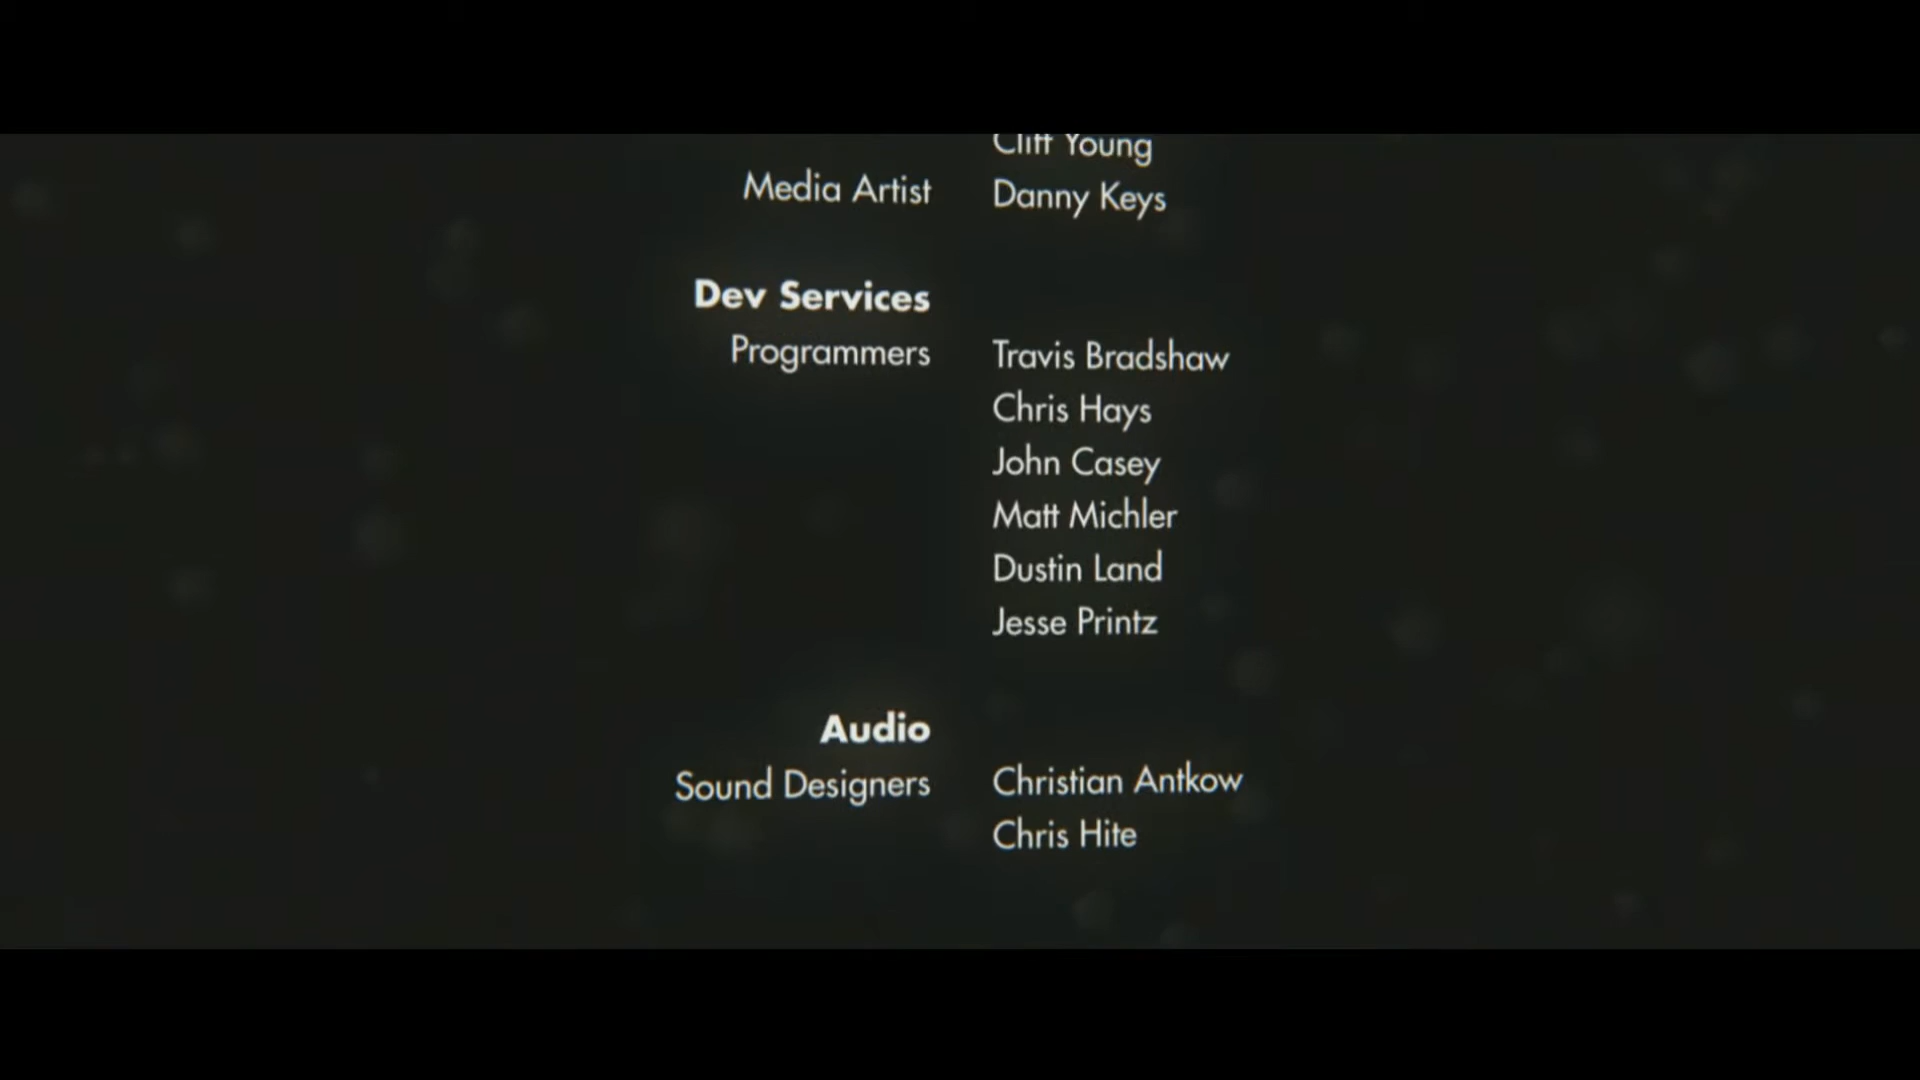 Cliff Young
Media Artist Danny Keys
Dev Services
Programmers Travis Bradshaw
Chris Hays
John Casey
Matt Michler
Dustin Land
Jesse Printz
Audio
Sound Designers Christian Antkow
Chris Hite